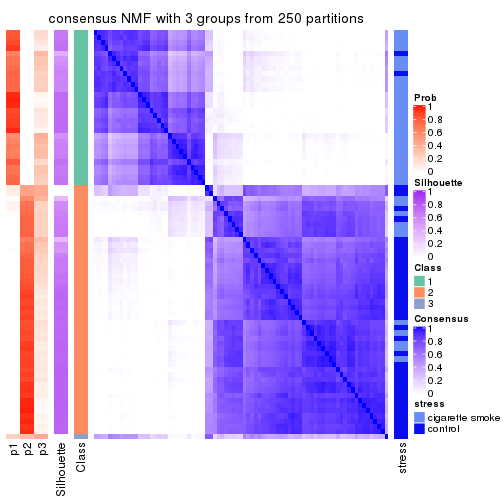 consensus NMF with 3 groups from 250 partitions
Prob
1
0.8
0.6
0.4
0.2
0
Silhouette
1
0.8
0.6
0.4
0.2
0
Class
1
2
3
Consensus
1
0.8
0.6
0.4
0.2
0
stress
cigarette smoke
control
p1
p2
p3
Silhouette
Class
stress